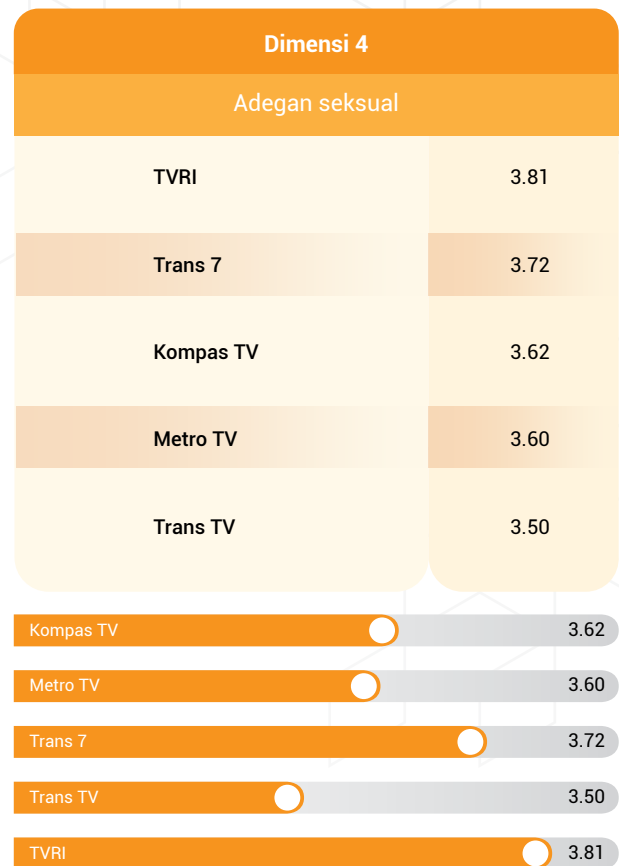 Dimensi 4
Adegan seksual
TVRI 3.81
Trans 7 3.72
Kompas TV 3.62
Metro TV 3.60
Trans TV 3.50
Kompas TV 3.62
Metro TV 3.60
Trans 7 3.72
Trans TV 3.50
TVRI 3.81